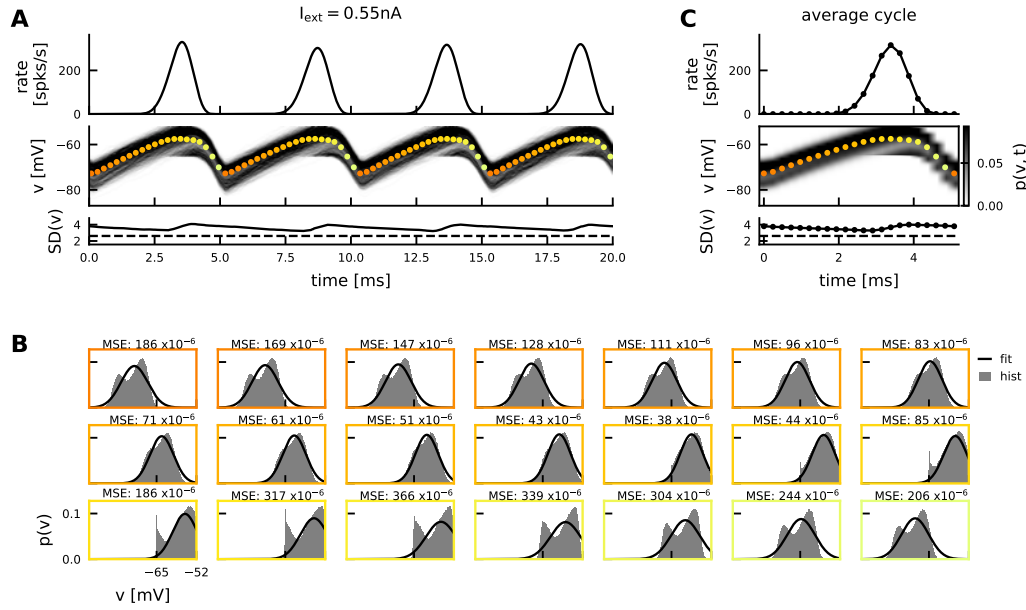 A
I_ext = 0.55nA
rate
[spks/s]
200
0
v [mV]
−60
−80
SD(v)
4
2
0.0 2.5 5.0 7.5 10.0 12.5 15.0 17.5 20.0
time [ms]
C
average cycle
rate
[spks/s]
200
0
v [mV]
−60
−80
0.05
0.00
p(v, t)
SD(v)
4
2
0 2 4
time [ms]
B
MSE: 186 x10⁻⁶ MSE: 169 x10⁻⁶ MSE: 147 x10⁻⁶ MSE: 128 x10⁻⁶ MSE: 111 x10⁻⁶ MSE: 96 x10⁻⁶ MSE: 83 x10⁻⁶
fit
hist
MSE: 71 x10⁻⁶ MSE: 61 x10⁻⁶ MSE: 51 x10⁻⁶ MSE: 43 x10⁻⁶ MSE: 38 x10⁻⁶ MSE: 44 x10⁻⁶ MSE: 85 x10⁻⁶
MSE: 186 x10⁻⁶ MSE: 317 x10⁻⁶ MSE: 366 x10⁻⁶ MSE: 339 x10⁻⁶ MSE: 304 x10⁻⁶ MSE: 244 x10⁻⁶ MSE: 206 x10⁻⁶
p(v)
0.1
0.0
−65 −52
v [mV]